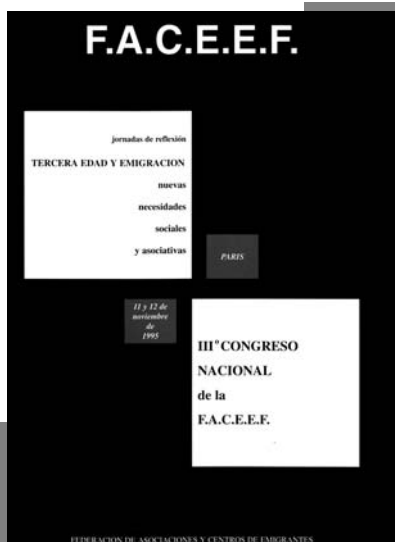 F.A.C.E.E.F.
jornadas de reflexión
TERCERA EDAD Y EMIGRACION
nuevas
necesidades
sociales
y asociativas
PARIS
11 y 12 de
noviembre
de
1995
III° CONGRESO
NACIONAL
de la
F.A.C.E.E.F.
FEDERACION DE ASOCIACIONES Y CENTROS DE EMIGRANTES